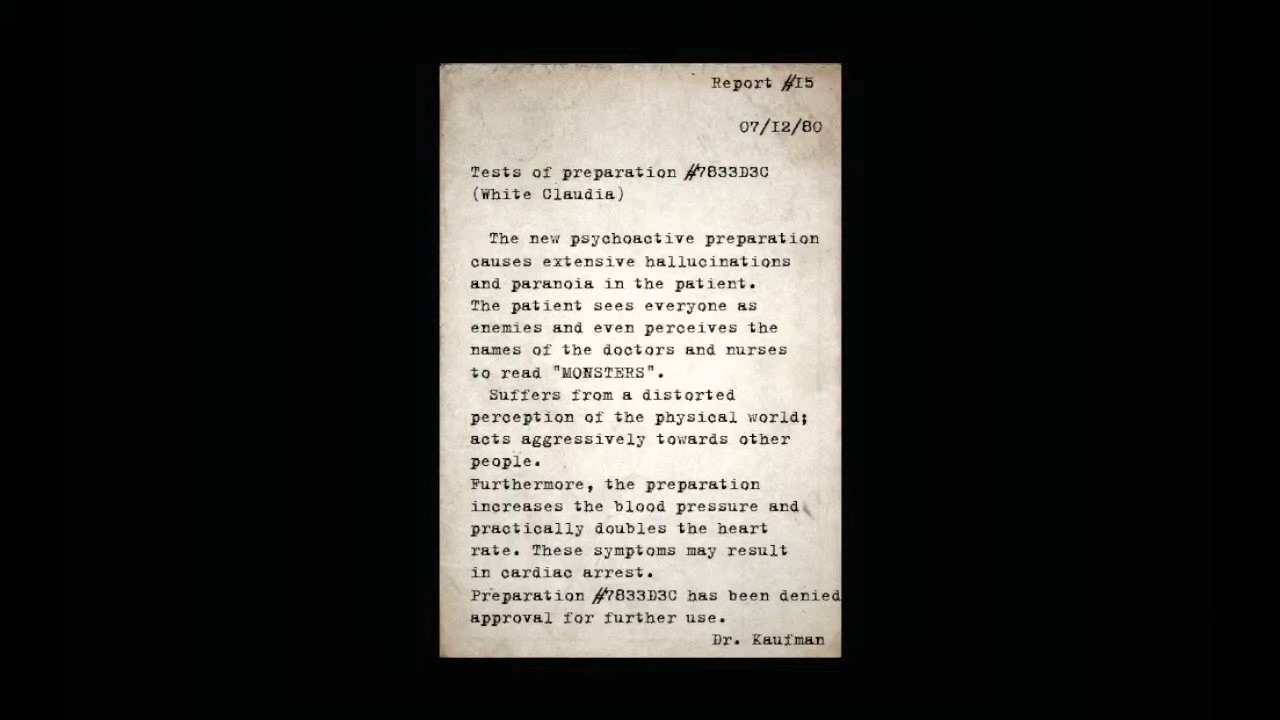 Report #15
07/12/80
Tests of preparation #7833D3C
(White Claudia)
The new psychoactive preparation
causes extensive hallucinations
and paranoia in the patient.
The patient sees everyone as
enemies and even perceives the
names of the doctors and nurses
to read "MONSTERS".
Suffers from a distorted
perception of the physical world;
acts aggressively towards other
people.
Furthermore, the preparation
increases the blood pressure and
practically doubles the heart
rate. These symptoms may result
in cardiac arrest.
Preparation #7833D3C has been denied
approval for further use.
Dr. Kaufman